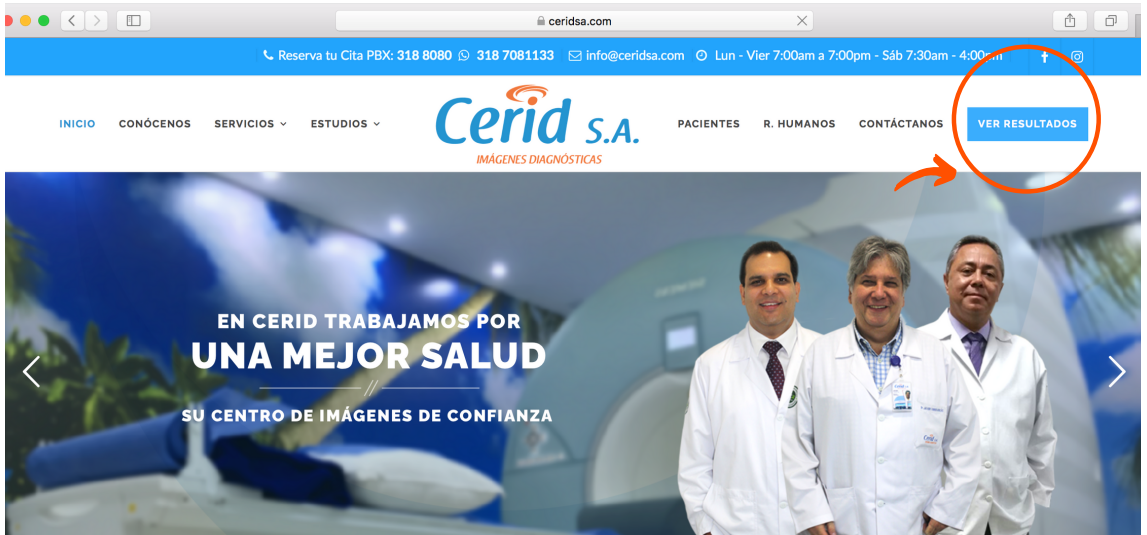 ceridsa.com
Reserva tu Cita PBX: 318 8080 318 7081133 info@ceridsa.com Lun - Vier 7:00am a 7:00pm - Sáb 7:30am - 4:00pm
INICIO CONÓCENOS SERVICIOS ESTUDIOS Cerid S.A. PACIENTES R. HUMANOS CONTÁCTANOS VER RESULTADOS
IMÁGENES DIAGNÓSTICAS
EN CERID TRABAJAMOS POR
UNA MEJOR SALUD
//
SU CENTRO DE IMÁGENES DE CONFIANZA
Cerid